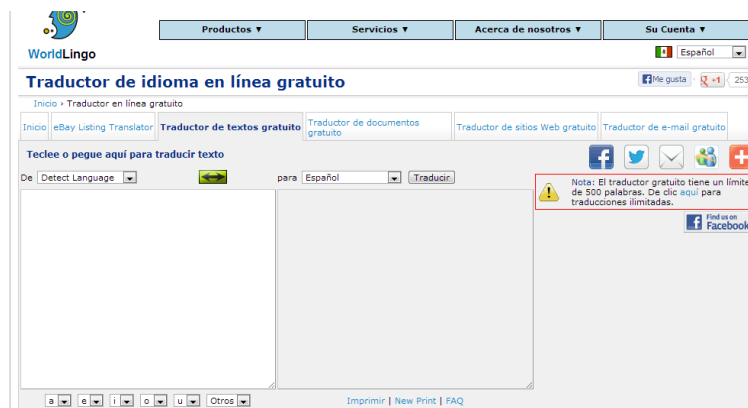 Productos ▼ Servicios ▼ Acerca de nosotros ▼ Su Cuenta ▼
WorldLingo
Español
Traductor de idioma en línea gratuito
Me gusta +1 253
Inicio › Traductor en línea gratuito
Inicio eBay Listing Translator Traductor de textos gratuito Traductor de documentos gratuito Traductor de sitios Web gratuito Traductor de e-mail gratuito
Teclee o pegue aquí para traducir texto
De Detect Language para Español Traducir
Nota: El traductor gratuito tiene un límite
de 500 palabras. De clic aquí para
traducciones ilimitadas.
Find us on
Facebook
a e i o u Otros Imprimir | New Print | FAQ